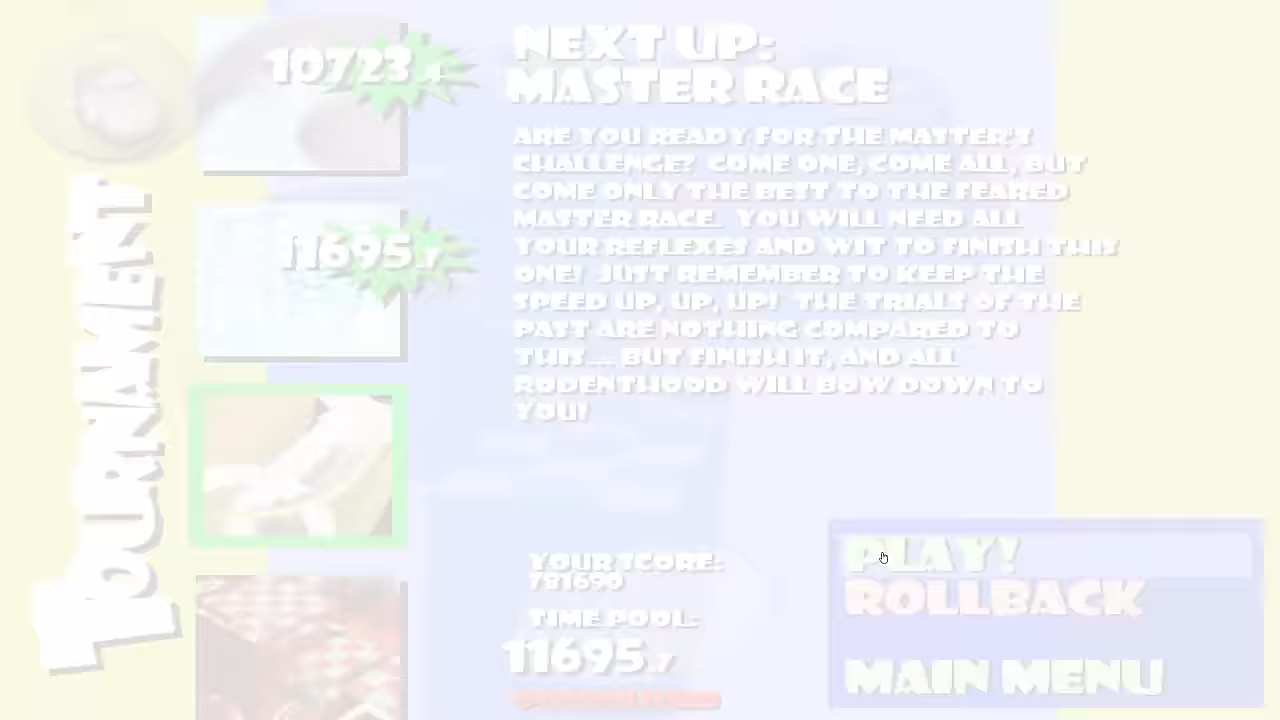 TOURNAMENT
10723.4
11695.7
NEXT UP:
MASTER RACE
ARE YOU READY FOR THE MASTER'S
CHALLENGE? COME ONE, COME ALL, BUT
COME ONLY THE BEST TO THE FEARED
MASTER RACE. YOU WILL NEED ALL
YOUR REFLEXES AND WIT TO FINISH THIS
ONE! JUST REMEMBER TO KEEP THE
SPEED UP, UP, UP! THE TRIALS OF THE
PAST ARE NOTHING COMPARED TO
THIS... BUT FINISH IT, AND ALL
RODENTHOOD WILL BOW DOWN TO
YOU!
YOUR SCORE:
781690
TIME POOL:
11695.7
PLAY!
ROLLBACK
MAIN MENU